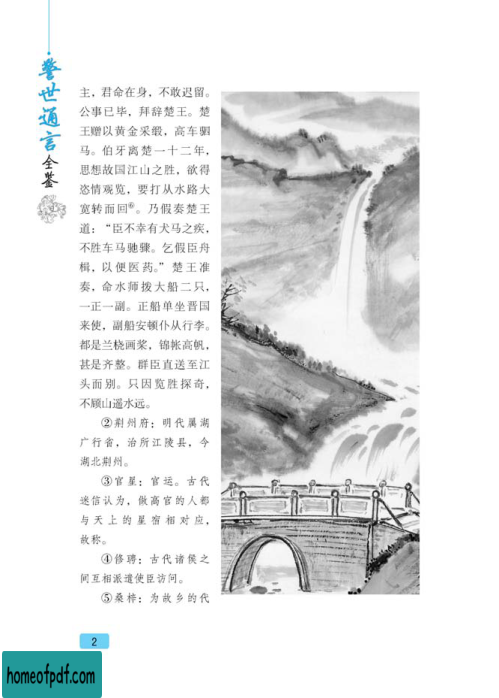 警世通言全鉴
主，君命在身，不敢迟留。
公事已毕，拜辞楚王。楚
王赠以黄金采缎，高车驷
马。伯牙离楚一十二年，
思想故国江山之胜，欲得
恣情观览，要打从水路大
宽转而回⑥。乃假奏楚王
道：“臣不幸有犬马之疾，
不胜车马驰骤。乞假臣舟
楫，以便医药。”楚王准
奏，命水师拨大船二只，
一正一副。正船单坐晋国
来使，副船安顿仆从行李。
都是兰桡画桨，锦帐高帆，
甚是齐整。群臣直送至江
头而别。只因览胜探奇，
不顾山遥水远。
②荆州府：明代属湖
广行省，治所江陵县，今
湖北荆州。
③官星：官运。古代
迷信认为，做高官的人都
与天上的星宿相对应，
故称。
④修聘：古代诸侯之
间互相派遣使臣访问。
⑤桑梓：为故乡的代
2
homeofpdf.com